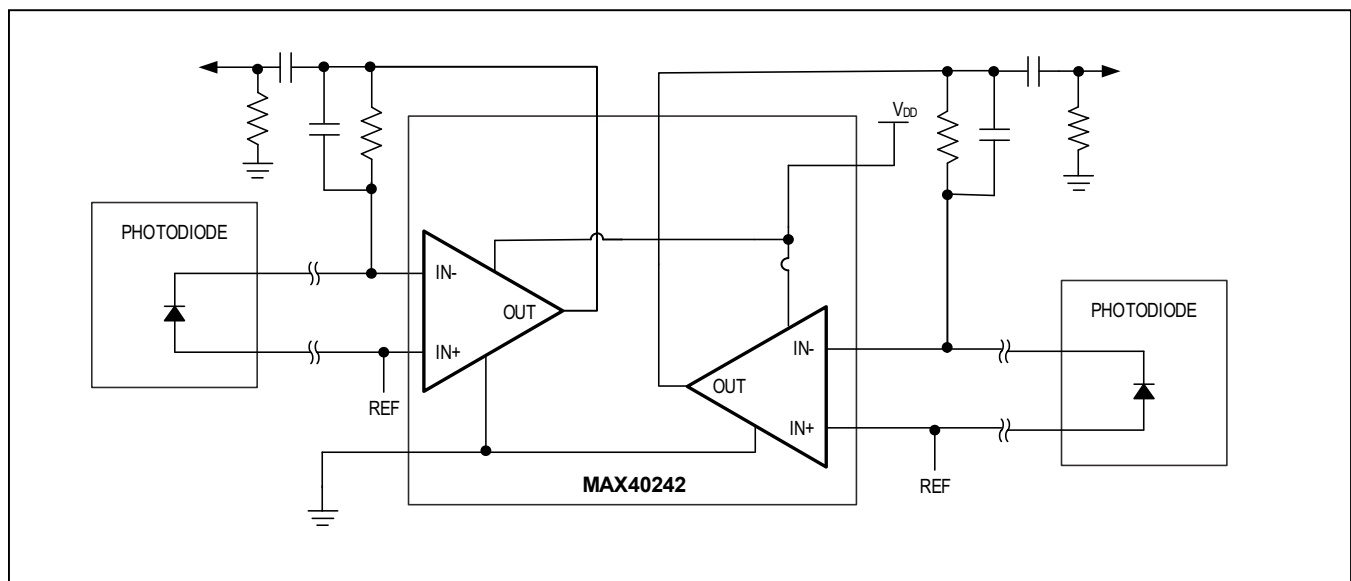 VDD
PHOTODIODE
IN-
OUT
IN+
REF
MAX40242
PHOTODIODE
IN-
OUT
IN+
REF